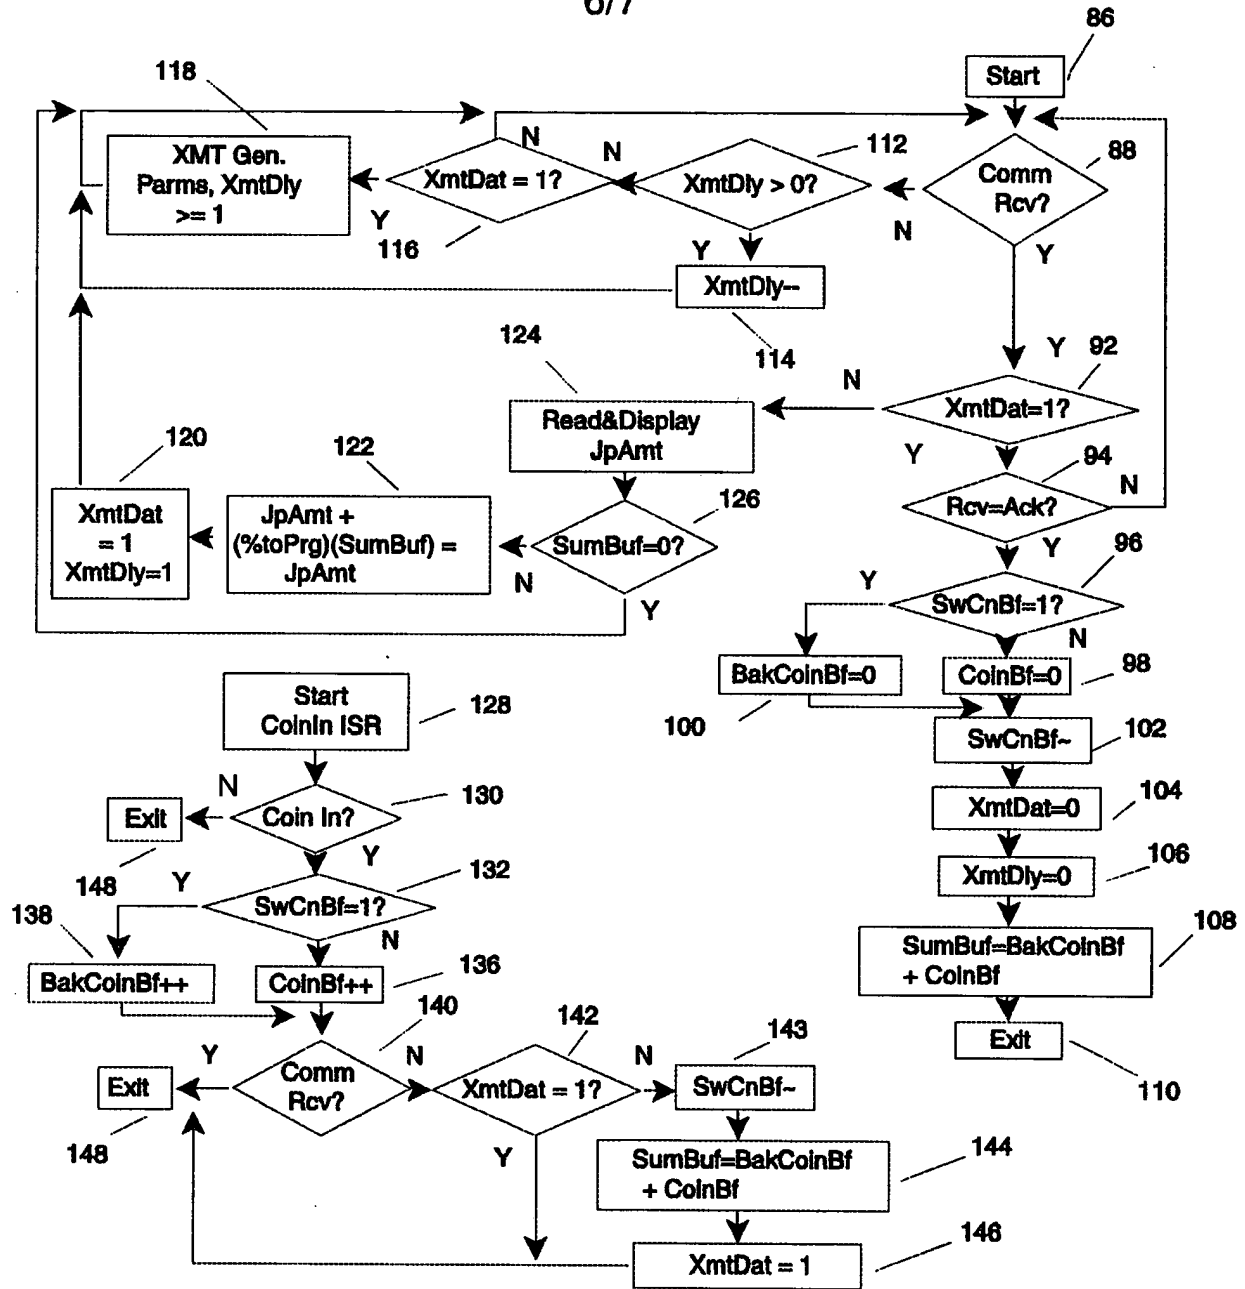 6/7
86
Start
118
XMT Gen.
Parms, XmtDly
>= 1
N
XmtDat = 1?
Y
116
N
XmtDly > 0?
112
Y
XmtDly--
114
Comm
Rcv?
88
N
Y
Y
92
XmtDat=1?
N
Y
94
Rcv=Ack?
N
Y
96
SwCnBf=1?
Y
N
BakCoinBf=0
100
CoinBf=0
98
SwCnBf~
102
XmtDat=0
104
XmtDly=0
106
SumBuf=BakCoinBf
+ CoinBf
108
Exit
110
124
Read&Display
JpAmt
126
SumBuf=0?
N
Y
122
JpAmt +
(%toPrg)(SumBuf) =
JpAmt
120
XmtDat
= 1
XmtDly=1
Start
CoinIn ISR
128
N
Coin In?
130
Exit
148
Y
132
SwCnBf=1?
Y
N
138
BakCoinBf++
CoinBf++
136
140
Comm
Rcv?
Y
N
Exit
148
142
XmtDat = 1?
N
Y
143
SwCnBf~
SumBuf=BakCoinBf
+ CoinBf
144
XmtDat = 1
146